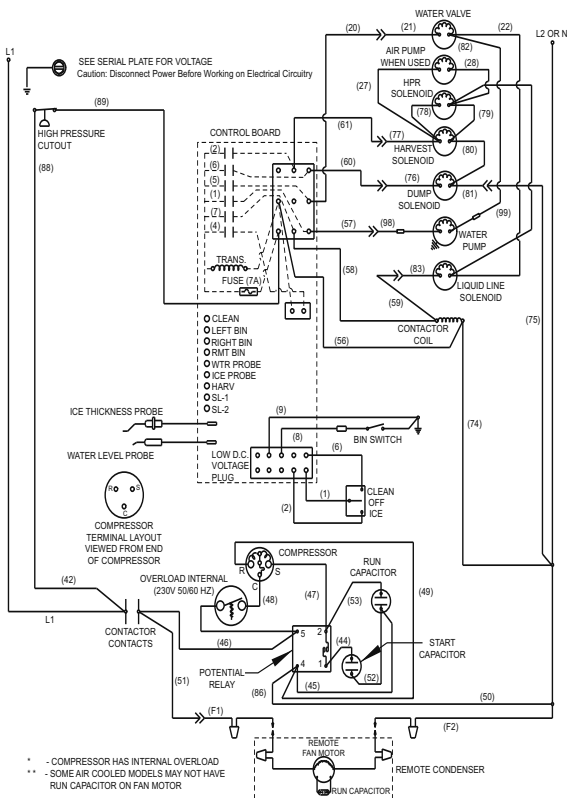 WATER VALVE
(20)
(21)
(22)
L1
L2 OR N
(82)
AIR PUMP
WHEN USED
SEE SERIAL PLATE FOR VOLTAGE
Caution: Disconnect Power Before Working on Electrical Circuitry
(28)
(27)
HPR
SOLENOID
(89)
(78)
(79)
HIGH PRESSURE
CUTOUT
(61)
(77)
CONTROL BOARD
HARVEST
SOLENOID
(80)
(88)
(2)
(6)
(60)
(5)
(76)
(81)
(1)
DUMP
SOLENOID
(7)
(99)
(4)
(57)
(98)
WATER
PUMP
TRANS.
(58)
(83)
FUSE (7A)
LIQUID LINE
SOLENOID
(59)
(75)
CLEAN
CONTACTOR
COIL
LEFT BIN
RIGHT BIN
(56)
RMT BIN
WTR PROBE
ICE PROBE
HARV
SL-1
SL-2
(9)
(74)
ICE THICKNESS PROBE
(8)
BIN SWITCH
(6)
WATER LEVEL PROBE
LOW D.C.
VOLTAGE
PLUG
(1)
CLEAN
OFF
ICE
(2)
R
S
C
COMPRESSOR
TERMINAL LAYOUT
VIEWED FROM END
OF COMPRESSOR
COMPRESSOR
R
S
C
RUN
CAPACITOR
OVERLOAD INTERNAL
(230V 50/60 HZ)
(42)
(48)
(47)
(53)
(49)
L1
5
2
(44)
START
CAPACITOR
CONTACTOR
CONTACTS
(46)
POTENTIAL
RELAY
4
1
(52)
(51)
(86)
(45)
(50)
(F1)
(F2)
REMOTE
FAN MOTOR
REMOTE CONDENSER
* - COMPRESSOR HAS INTERNAL OVERLOAD
** - SOME AIR COOLED MODELS MAY NOT HAVE
RUN CAPACITOR ON FAN MOTOR
RUN CAPACITOR